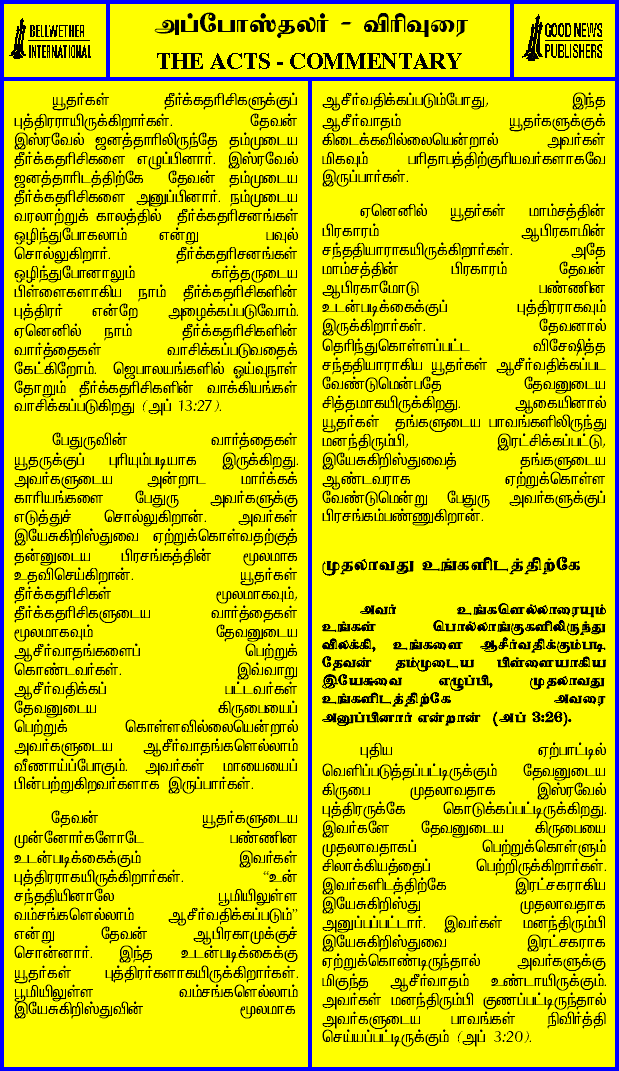 BELLWETHER
INTERNATIONAL
அப்போஸ்தலர் - விரிவுரை
THE ACTS - COMMENTARY
GOOD NEWS
PUBLISHERS
யூதர்கள் தீர்க்கதரிசிகளுக்குப்
புத்திரராயிருக்கிறார்கள். தேவன்
இஸ்ரவேல் ஜனத்தாரிலிருந்தே தம்முடைய
தீர்க்கதரிசிகளை எழுப்பினார். இஸ்ரவேல்
ஜனத்தாரிடத்திற்கே தேவன் தம்முடைய
தீர்க்கதரிசிகளை அனுப்பினார். நம்முடைய
வரலாற்றுக் காலத்தில் தீர்க்கதரிசனங்கள்
ஒழிந்துபோகலாம் என்று பவுல்
சொல்லுகிறார். தீர்க்கதரிசனங்கள்
ஒழிந்துபோனாலும் கர்த்தருடைய
பிள்ளைகளாகிய நாம் தீர்க்கதரிசிகளின்
புத்திரர் என்றே அழைக்கப்படுவோம்.
ஏனெனில் நாம் தீர்க்கதரிசிகளின்
வார்த்தைகள் வாசிக்கப்படுவதைக்
கேட்கிறோம். ஜெபாலயங்களில் ஓய்வுநாள்
தோறும் தீர்க்கதரிசிகளின் வாக்கியங்கள்
வாசிக்கப்படுகிறது (அப் 13:27).
பேதுருவின் வார்த்தைகள்
யூதருக்குப் புரியும்படியாக இருக்கிறது.
அவர்களுடைய அன்றாட மார்க்கக்
காரியங்களை பேதுரு அவர்களுக்கு
எடுத்துச் சொல்லுகிறான். அவர்கள்
இயேசுகிறிஸ்துவை ஏற்றுக்கொள்வதற்குத்
தன்னுடைய பிரசங்கத்தின் மூலமாக
உதவிசெய்கிறான். யூதர்கள்
தீர்க்கதரிசிகள் மூலமாகவும்,
தீர்க்கதரிசிகளுடைய வார்த்தைகள்
மூலமாகவும் தேவனுடைய
ஆசீர்வாதங்களைப் பெற்றுக்
கொண்டவர்கள். இவ்வாறு
ஆசீர்வதிக்கப் பட்டவர்கள்
தேவனுடைய கிருபையைப்
பெற்றுக் கொள்ளவில்லையென்றால்
அவர்களுடைய ஆசீர்வாதங்களெல்லாம்
வீணாய்ப்போகும். அவர்கள் மாயையைப்
பின்பற்றுகிறவர்களாக இருப்பார்கள்.
தேவன் யூதர்களுடைய
முன்னோர்களோடே பண்ணின
உடன்படிக்கைக்கும் இவர்கள்
புத்திரராகயிருக்கிறார்கள். “உன்
சந்ததியினாலே பூமியிலுள்ள
வம்சங்களெல்லாம் ஆசீர்வதிக்கப்படும்”
என்று தேவன் ஆபிரகாமுக்குச்
சொன்னார். இந்த உடன்படிக்கைக்கு
யூதர்கள் புத்திரர்களாகயிருக்கிறார்கள்.
பூமியிலுள்ள வம்சங்களெல்லாம்
இயேசுகிறிஸ்துவின் மூலமாக
ஆசீர்வதிக்கப்படும்போது, இந்த
ஆசீர்வாதம் யூதர்களுக்குக்
கிடைக்கவில்லையென்றால் அவர்கள்
மிகவும் பரிதாபத்திற்குரியவர்களாகவே
இருப்பார்கள்.
ஏனெனில் யூதர்கள் மாம்சத்தின்
பிரகாரம் ஆபிரகாமின்
சந்ததியாராகயிருக்கிறார்கள். அதே
மாம்சத்தின் பிரகாரம் தேவன்
ஆபிரகாமோடு பண்ணின
உடன்படிக்கைக்குப் புத்திரராகவும்
இருக்கிறார்கள். தேவனால்
தெரிந்துகொள்ளப்பட்ட விசேஷித்த
சந்ததியாராகிய யூதர்கள் ஆசீர்வதிக்கப்பட
வேண்டுமென்பதே தேவனுடைய
சித்தமாகயிருக்கிறது. ஆகையினால்
யூதர்கள் தங்களுடைய பாவங்களிலிருந்து
மனந்திரும்பி, இரட்சிக்கப்பட்டு,
இயேசுகிறிஸ்துவைத் தங்களுடைய
ஆண்டவராக ஏற்றுக்கொள்ள
வேண்டுமென்று பேதுரு அவர்களுக்குப்
பிரசங்கம்பண்ணுகிறான்.
முதலாவது உங்களிடத்திற்கே
அவர் உங்களெல்லாரையும்
உங்கள் பொல்லாங்குகளிலிருந்து
விலக்கி, உங்களை ஆசீர்வதிக்கும்படி
தேவன் தம்முடைய பிள்ளையாகிய
இயேசுவை எழுப்பி, முதலாவது
உங்களிடத்திற்கே அவரை
அனுப்பினார் என்றான் (அப் 3:26).
புதிய ஏற்பாட்டில்
வெளிப்படுத்தப்பட்டிருக்கும் தேவனுடைய
கிருபை முதலாவதாக இஸ்ரவேல்
புத்திரருக்கே கொடுக்கப்பட்டிருக்கிறது.
இவர்களே தேவனுடைய கிருபையை
முதலாவதாகப் பெற்றுக்கொள்ளும்
சிலாக்கியத்தைப் பெற்றிருக்கிறார்கள்.
இவர்களிடத்திற்கே இரட்சகராகிய
இயேசுகிறிஸ்து முதலாவதாக
அனுப்பப்பட்டார். இவர்கள் மனந்திரும்பி
இயேசுகிறிஸ்துவை இரட்சகராக
ஏற்றுக்கொண்டிருந்தால் அவர்களுக்கு
மிகுந்த ஆசீர்வாதம் உண்டாயிருக்கும்.
அவர்கள் மனந்திரும்பி குணப்பட்டிருந்தால்
அவர்களுடைய பாவங்கள் நிவிர்த்தி
செய்யப்பட்டிருக்கும் (அப் 3:20).